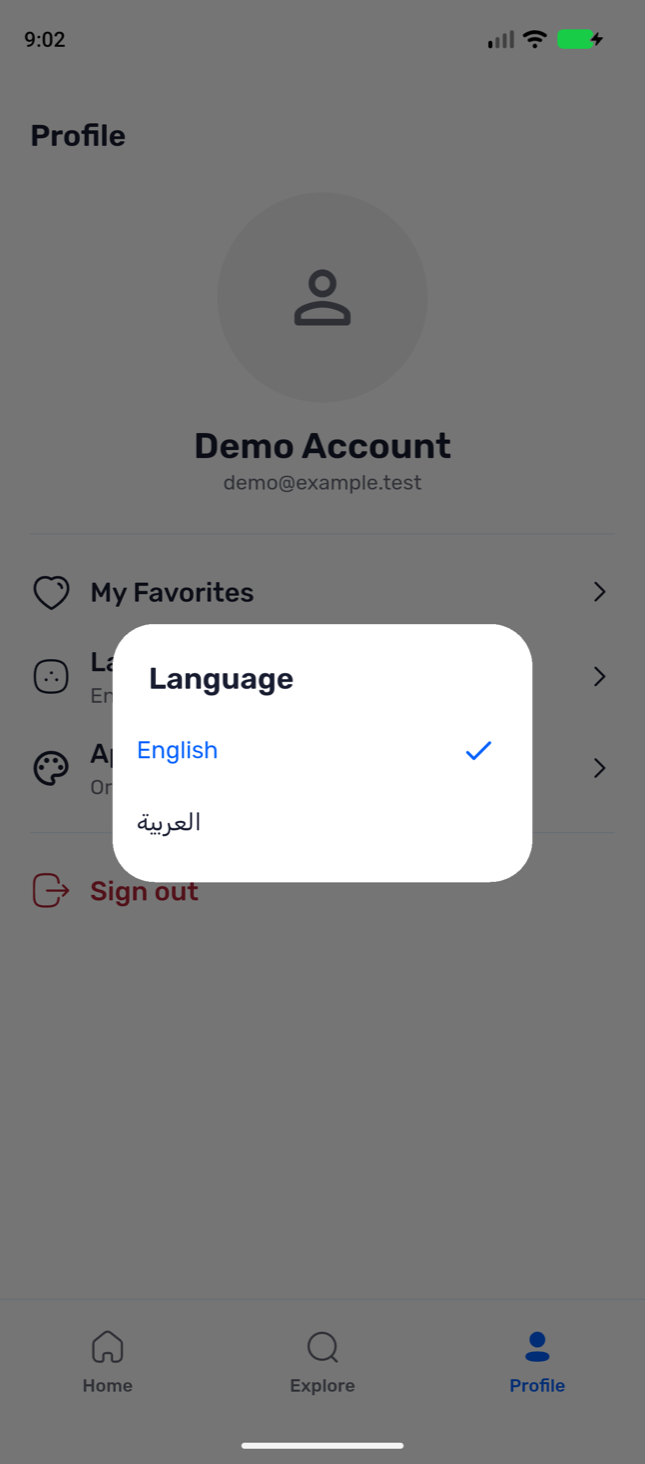 9:02
Profile
Demo Account
demo@example.test
My Favorites
Language
English
العربية
Sign out
Home
Explore
Profile